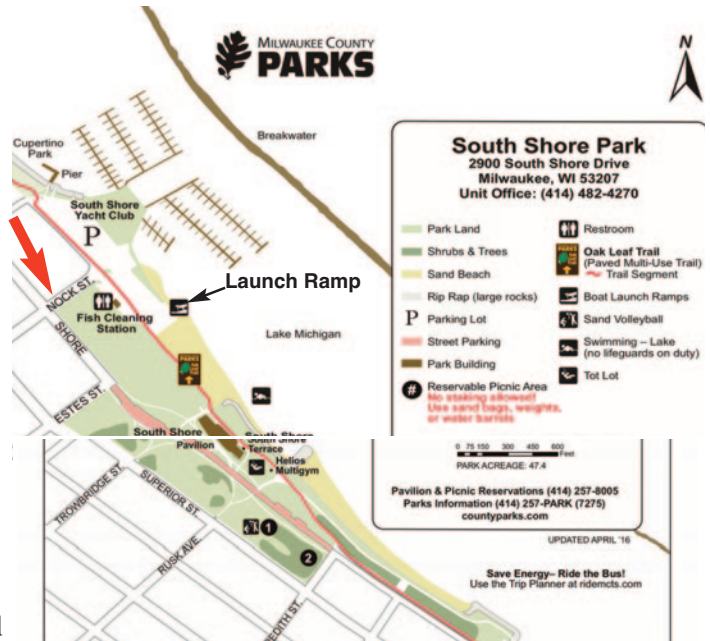 MILWAUKEE COUNTY
PARKS
N
Breakwater
Cupertino
Park
Pier
South Shore
Yacht Club
P
NOCK ST.
Fish Cleaning
Station
Launch Ramp
SHORE
Lake Michigan
PARKS
ESTES ST.
South Shore
Pavilion
South Shore
Terrace
Helios
Multigym
TROWBRIDGE ST.
SUPERIOR ST.
RUSK AVE.
1
2
EDITH ST.
South Shore Park
2900 South Shore Drive
Milwaukee, WI 53207
Unit Office: (414) 482-4270
Park Land
Shrubs & Trees
Sand Beach
Rip Rap (large rocks)
P Parking Lot
Street Parking
Park Building
# Reservable Picnic Area
No staking allowed!
Use sand bags, weights,
or water barrels
Restroom
PARKS
Oak Leaf Trail
(Paved Multi-Use Trail)
Trail Segment
Boat Launch Ramps
Sand Volleyball
Swimming – Lake
(no lifeguards on duty)
Tot Lot
0 75 150 300 450 600
Feet
PARK ACREAGE: 47.4
Pavilion & Picnic Reservations (414) 257-8005
Parks Information (414) 257-PARK (7275)
countyparks.com
UPDATED APRIL '16
Save Energy– Ride the Bus!
Use the Trip Planner at ridemcts.com